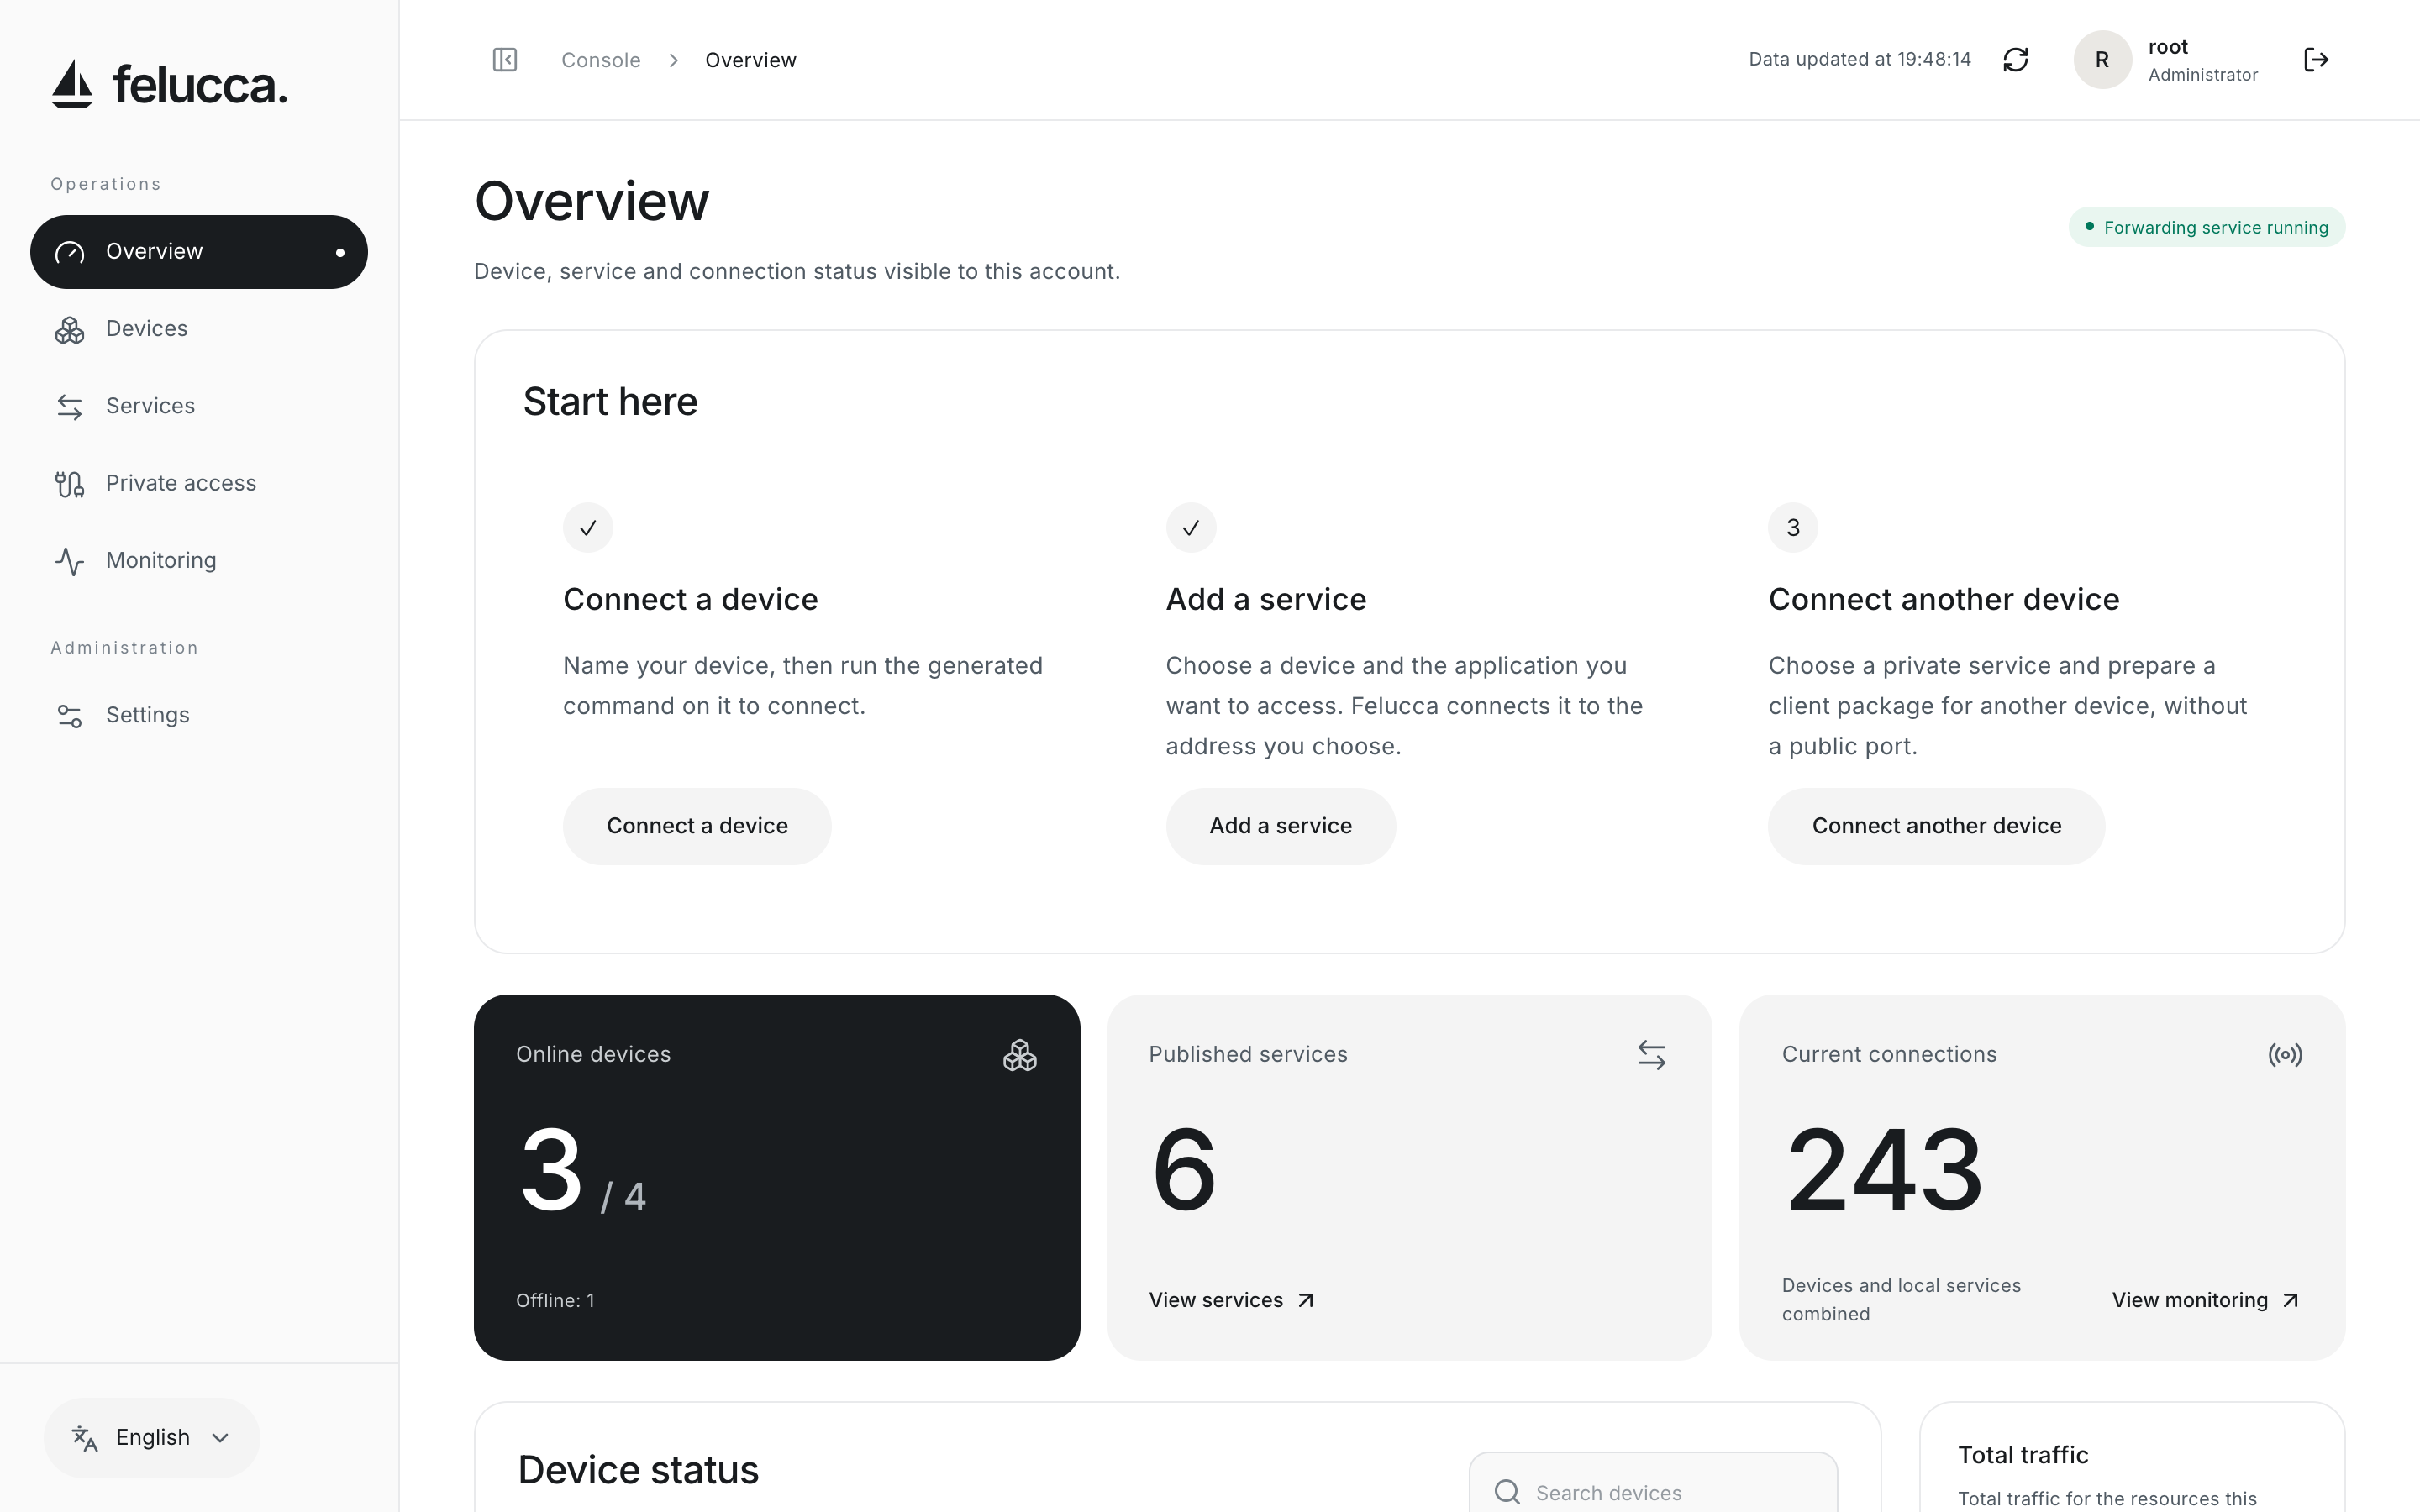 felucca.
Operations
Overview
Devices
Services
Private access
Monitoring
Administration
Settings
English
Console
Overview
Data updated at 19:48:14
R
root
Administrator
Overview
Device, service and connection status visible to this account.
Forwarding service running
Start here
Connect a device
Name your device, then run the generated
command on it to connect.
Connect a device
Add a service
Choose a device and the application you
want to access. Felucca connects it to the
address you choose.
Add a service
3
Connect another device
Choose a private service and prepare a
client package for another device, without
a public port.
Connect another device
Online devices
3 / 4
Offline: 1
Published services
6
View services
Current connections
243
Devices and local services
combined
View monitoring
Device status
Search devices
Total traffic
Total traffic for the resources this